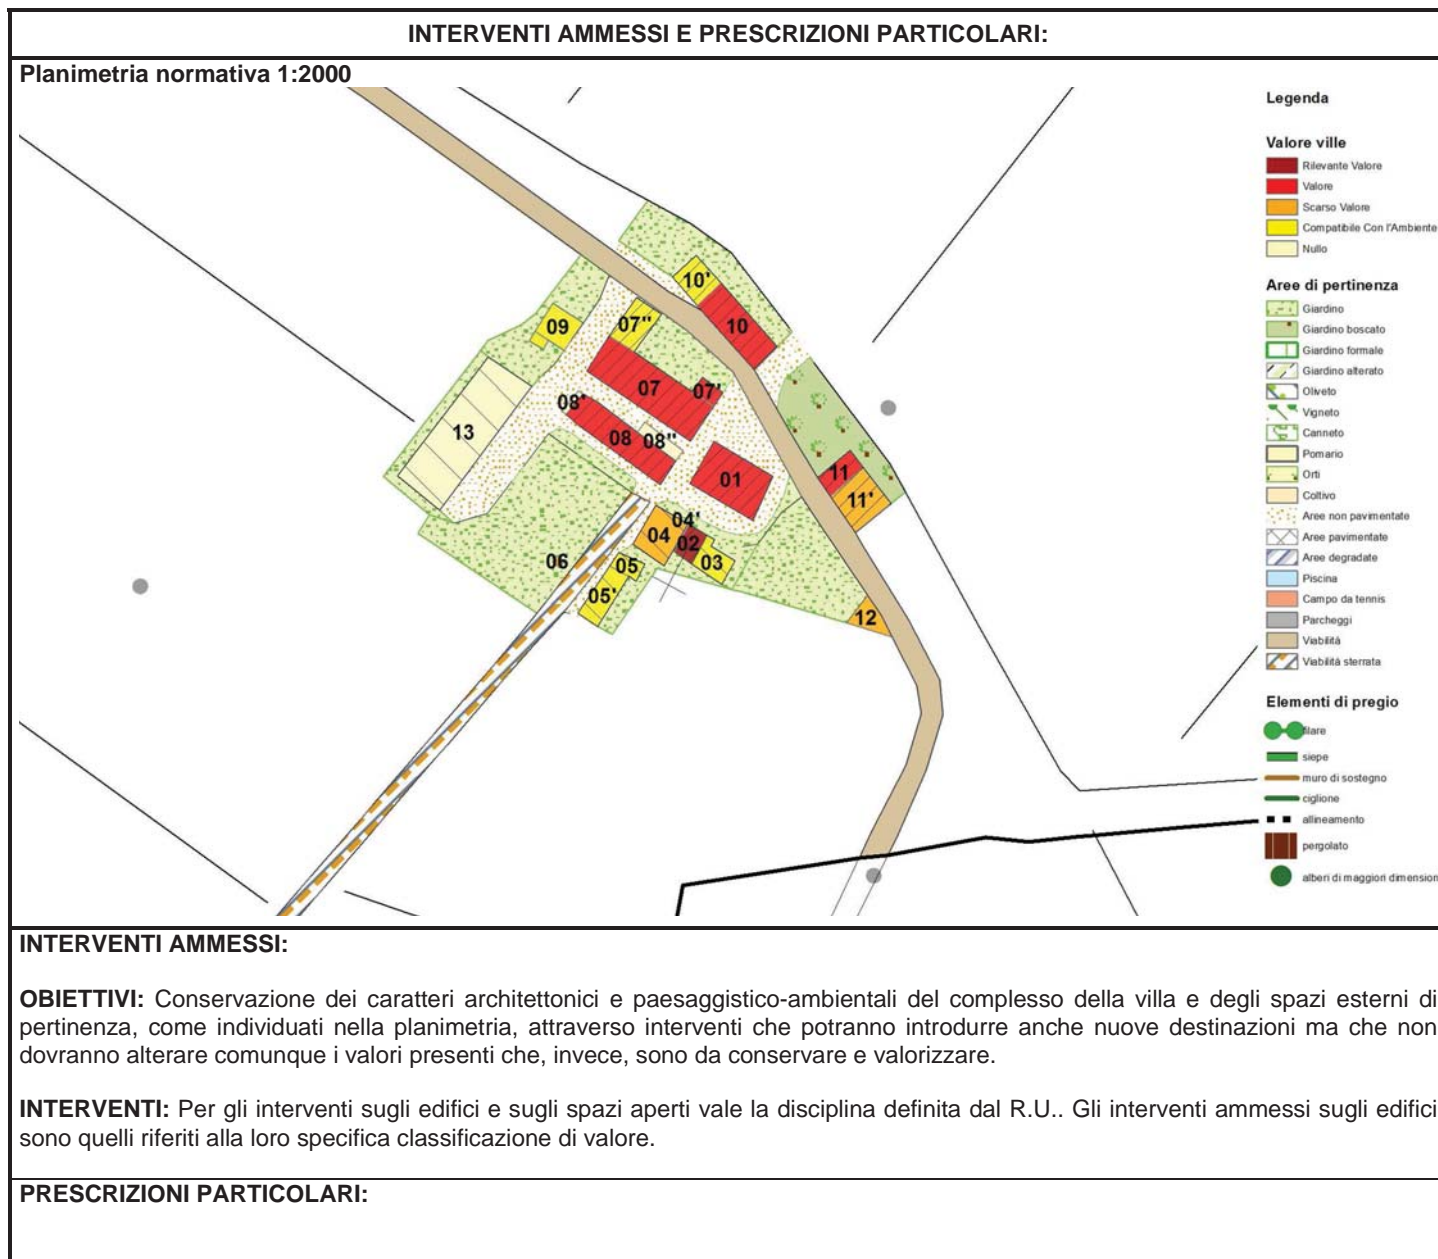 INTERVENTI AMMESSI E PRESCRIZIONI PARTICOLARI:
Planimetria normativa 1:2000
10'
10
09
07''
07
07'
08'
08
08''
13
01
11
11'
04'
04
02
03
06
05
05'
12
Legenda
Valore ville
Rilevante Valore
Valore
Scarso Valore
Compatibile Con l'Ambiente
Nullo
Aree di pertinenza
Giardino
Giardino boscato
Giardino formale
Giardino alterato
Oliveto
Vigneto
Canneto
Pomario
Orti
Coltivo
Aree non pavimentate
Aree pavimentate
Aree degradate
Piscina
Campo da tennis
Parcheggi
Viabilità
Viabilità sterrata
Elementi di pregio
filare
siepe
muro di sostegno
ciglione
allineamento
pergolato
alberi di maggiori dimension
INTERVENTI AMMESSI:
OBIETTIVI: Conservazione dei caratteri architettonici e paesaggistico-ambientali del complesso della villa e degli spazi esterni di
pertinenza, come individuati nella planimetria, attraverso interventi che potranno introdurre anche nuove destinazioni ma che non
dovranno alterare comunque i valori presenti che, invece, sono da conservare e valorizzare.
INTERVENTI: Per gli interventi sugli edifici e sugli spazi aperti vale la disciplina definita dal R.U.. Gli interventi ammessi sugli edifici
sono quelli riferiti alla loro specifica classificazione di valore.
PRESCRIZIONI PARTICOLARI: